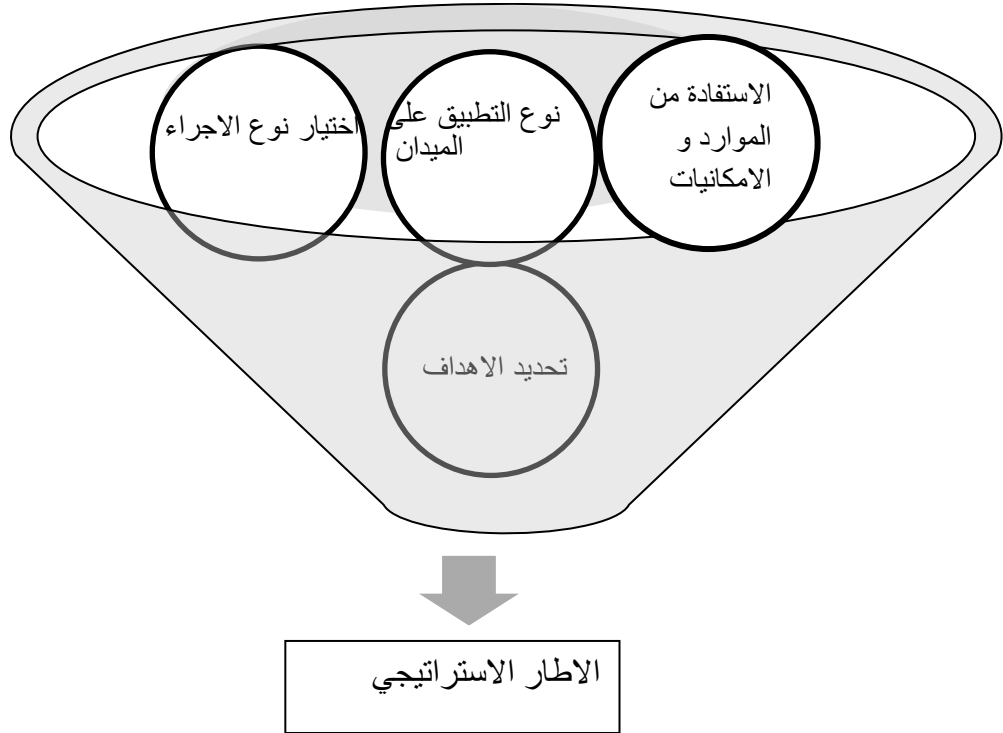 الاستفادة من
الموارد و
الامكانيات
نوع التطبيق على
الميدان
اختيار نوع الاجراء
تحديد الاهداف
الاطار الاستراتيجي